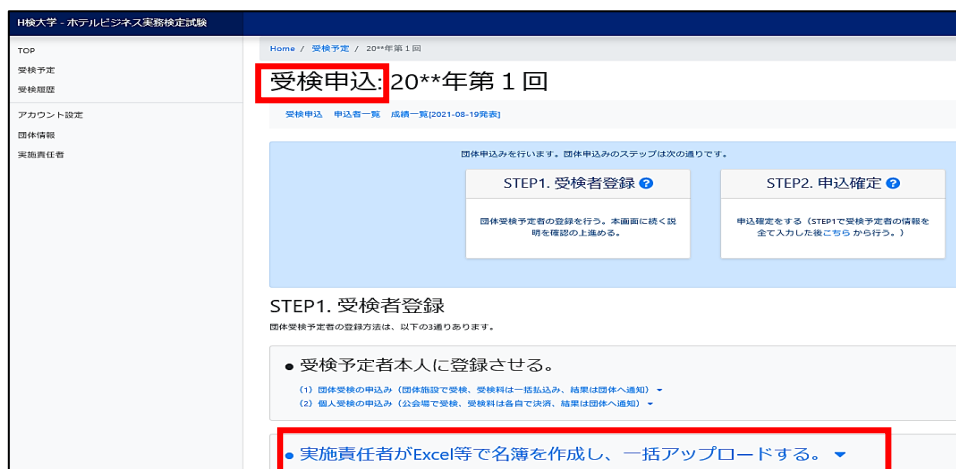 H検大学 - ホテルビジネス実務検定試験
TOP
受検予定
受検履歴
アカウント設定
団体情報
実施責任者
Home / 受検予定 / 20**年第１回
受検申込: 20**年第１回
受検申込 申込者一覧 成績一覧[2021-08-19発表]
団体申込みを行います。団体申込みのステップは次の通りです。
STEP1. 受検者登録 ?
団体受検予定者の登録を行う。本画面に続く説
明を確認の上進める。
STEP2. 申込確定 ?
申込確定をする（STEP1で受検予定者の情報を
全て入力した後こちら から行う。）
STEP1. 受検者登録
団体受検予定者の登録方法は、以下の3通りあります。
● 受検予定者本人に登録させる。
（1）団体受検の申込み（団体施設で受検、受検料は一括払込み、結果は団体へ通知）
（2）個人受検の申込み（公会場で受検、受検料は各自で決済、結果は団体へ通知）
● 実施責任者がExcel等で名簿を作成し、一括アップロードする。